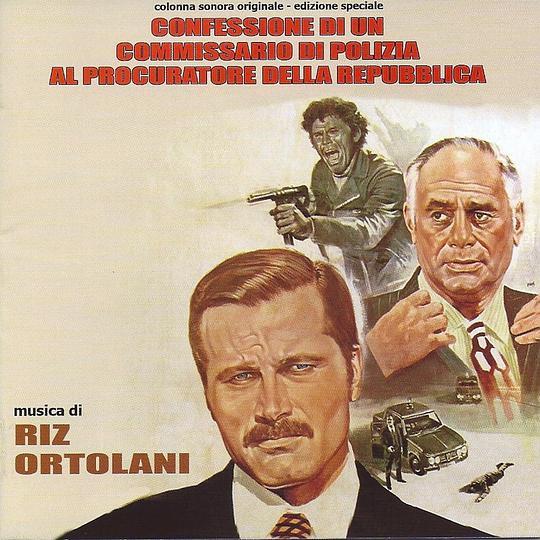 colonna sonora originale - edizione speciale
CONFESSIONE DI UN
COMMISSARIO DI POLIZIA
AL PROCURATORE DELLA REPUBBLICA
musica di
RIZ
ORTOLANI